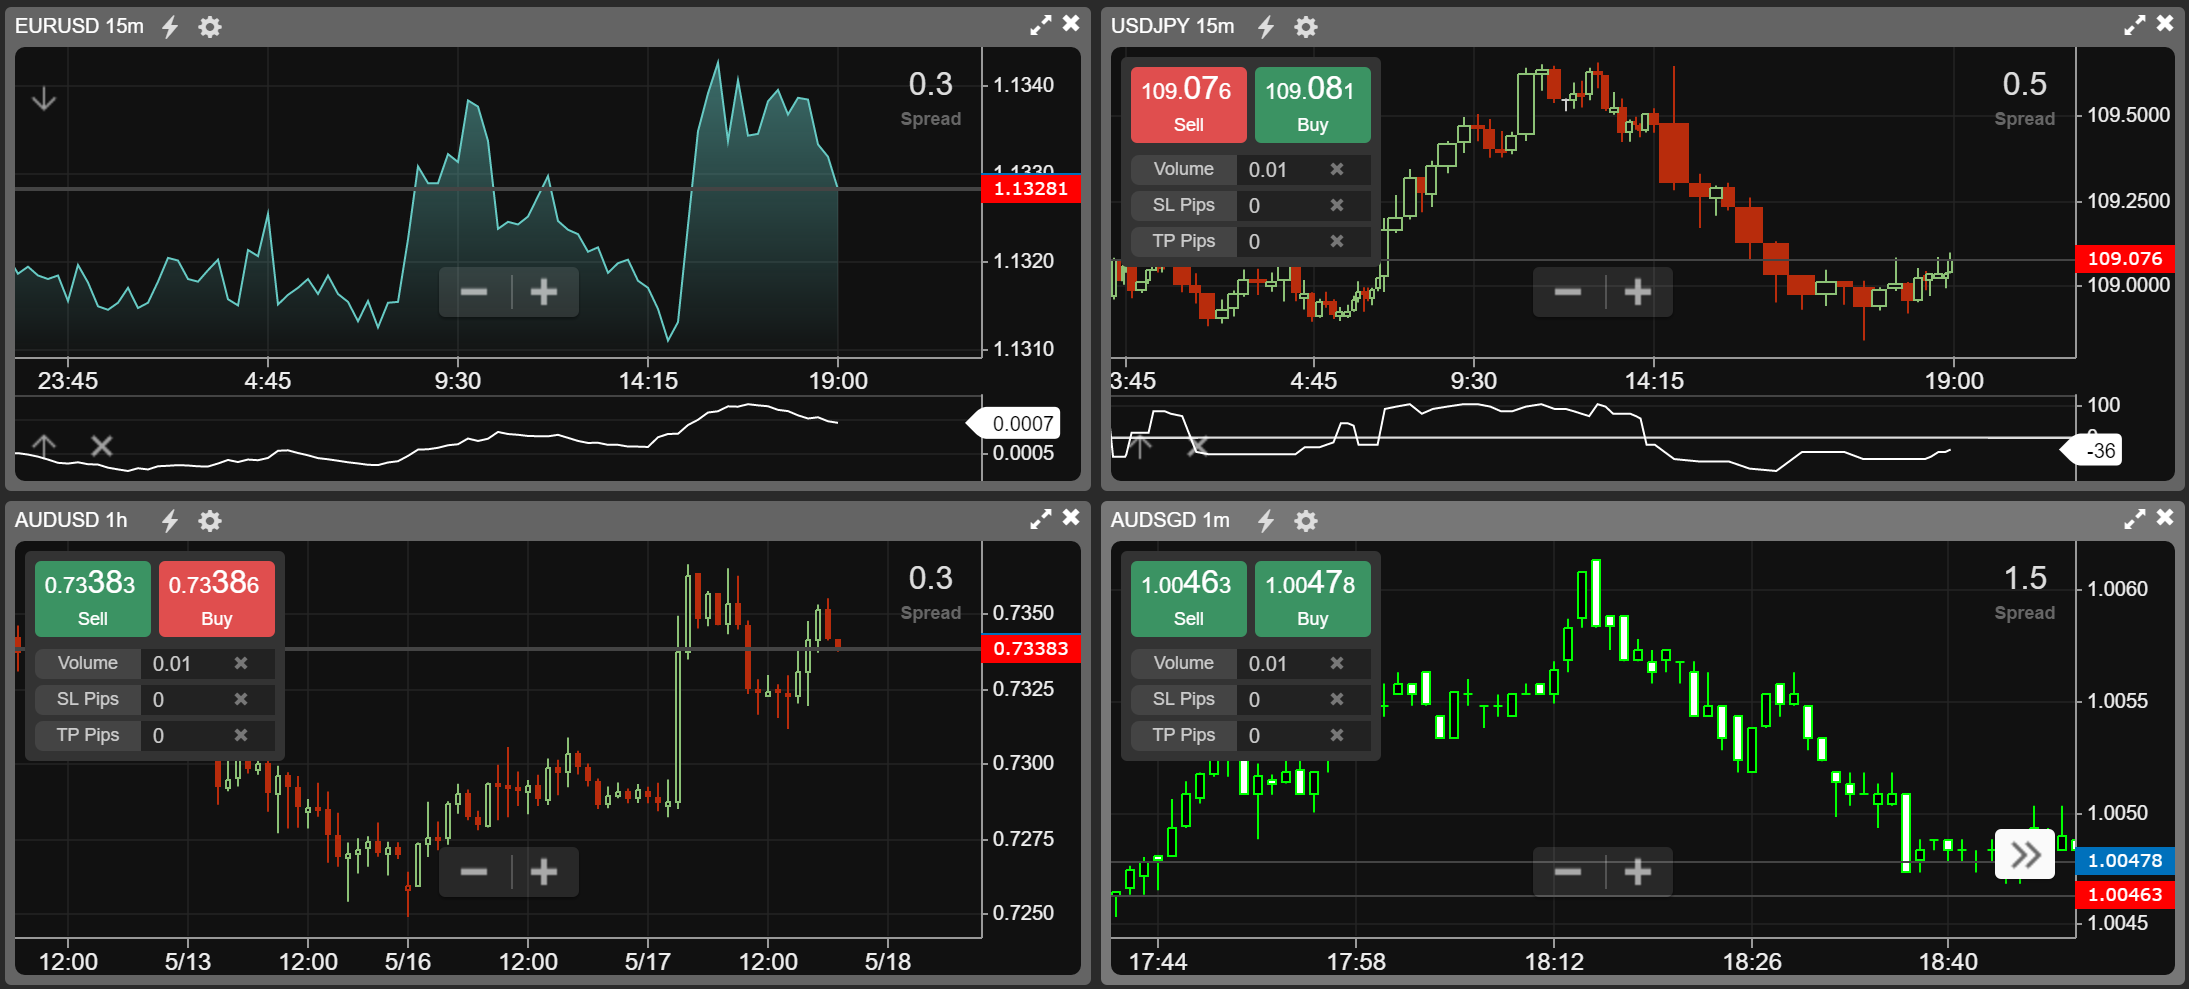 EURUSD 15m
0.3
Spread
1.1340
1.1330
1.13281
1.1320
1.1310
23:45 4:45 9:30 14:15 19:00
0.0007
0.0005
USDJPY 15m
109.076 109.081
Sell Buy
Volume 0.01
SL Pips 0
TP Pips 0
0.5
Spread
109.5000
109.2500
109.076
109.0000
3:45 4:45 9:30 14:15 19:00
100
-36
AUDUSD 1h
0.73383 0.73386
Sell Buy
Volume 0.01
SL Pips 0
TP Pips 0
0.3
Spread
0.7350
0.73383
0.7325
0.7300
0.7275
0.7250
12:00 5/13 12:00 5/16 12:00 5/17 12:00 5/18
AUDSGD 1m
1.00463 1.00478
Sell Buy
Volume 0.01
SL Pips 0
TP Pips 0
1.5
Spread
1.0060
1.0055
1.0050
1.00478
1.00463
1.0045
17:44 17:58 18:12 18:26 18:40